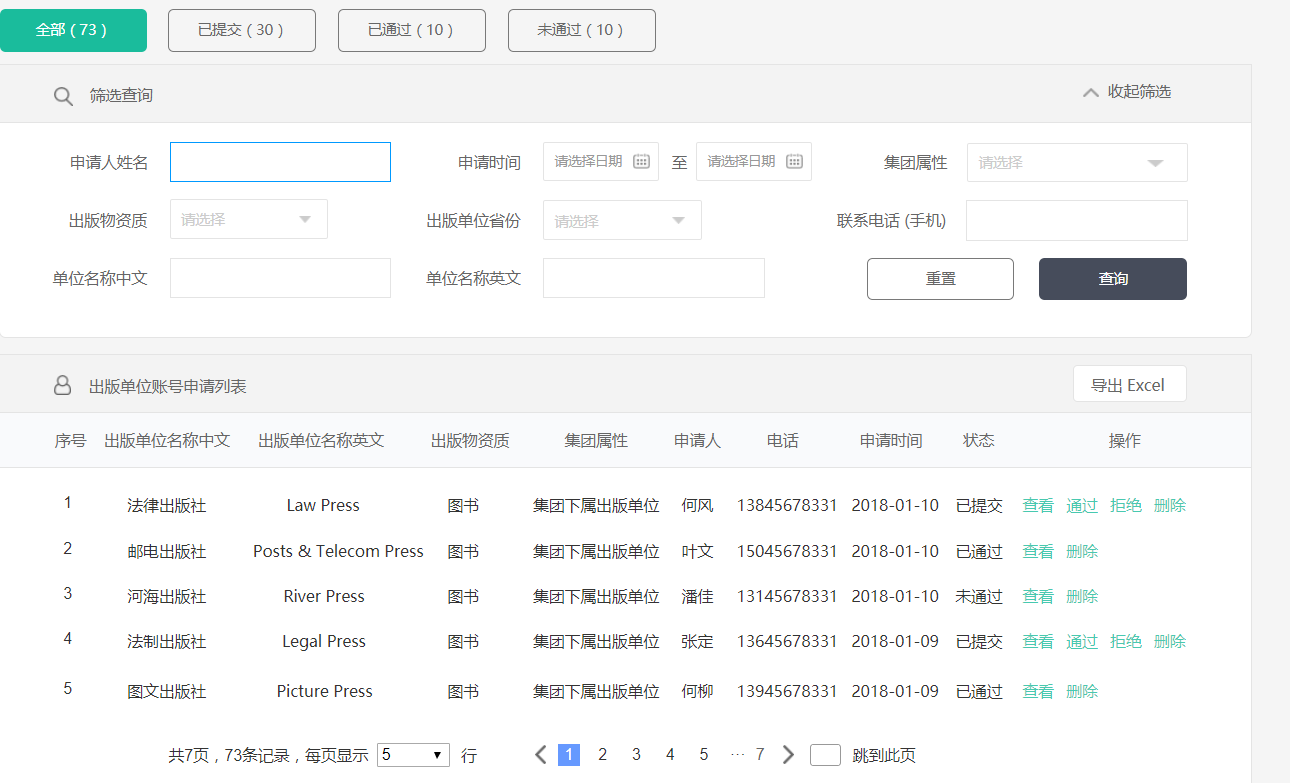 全部 ( 73 ) 已提交 ( 30 ) 已通过 ( 10 ) 未通过 ( 10 )
筛选查询 收起筛选
申请人姓名 申请时间 请选择日期 至 请选择日期 集团属性 请选择
出版物资质 请选择 出版单位省份 请选择 联系电话 (手机)
单位名称中文 单位名称英文 重置 查询
出版单位账号申请列表 导出 Excel
序号 出版单位名称中文 出版单位名称英文 出版物资质 集团属性 申请人 电话 申请时间 状态 操作
1 法律出版社 Law Press 图书 集团下属出版单位 何风 13845678331 2018-01-10 已提交 查看 通过 拒绝 删除
2 邮电出版社 Posts & Telecom Press 图书 集团下属出版单位 叶文 15045678331 2018-01-10 已通过 查看 删除
3 河海出版社 River Press 图书 集团下属出版单位 潘佳 13145678331 2018-01-10 未通过 查看 删除
4 法制出版社 Legal Press 图书 集团下属出版单位 张定 13645678331 2018-01-09 已提交 查看 通过 拒绝 删除
5 图文出版社 Picture Press 图书 集团下属出版单位 何柳 13945678331 2018-01-09 已通过 查看 删除
共7页，73条记录，每页显示 5 行 1 2 3 4 5 ··· 7 跳到此页